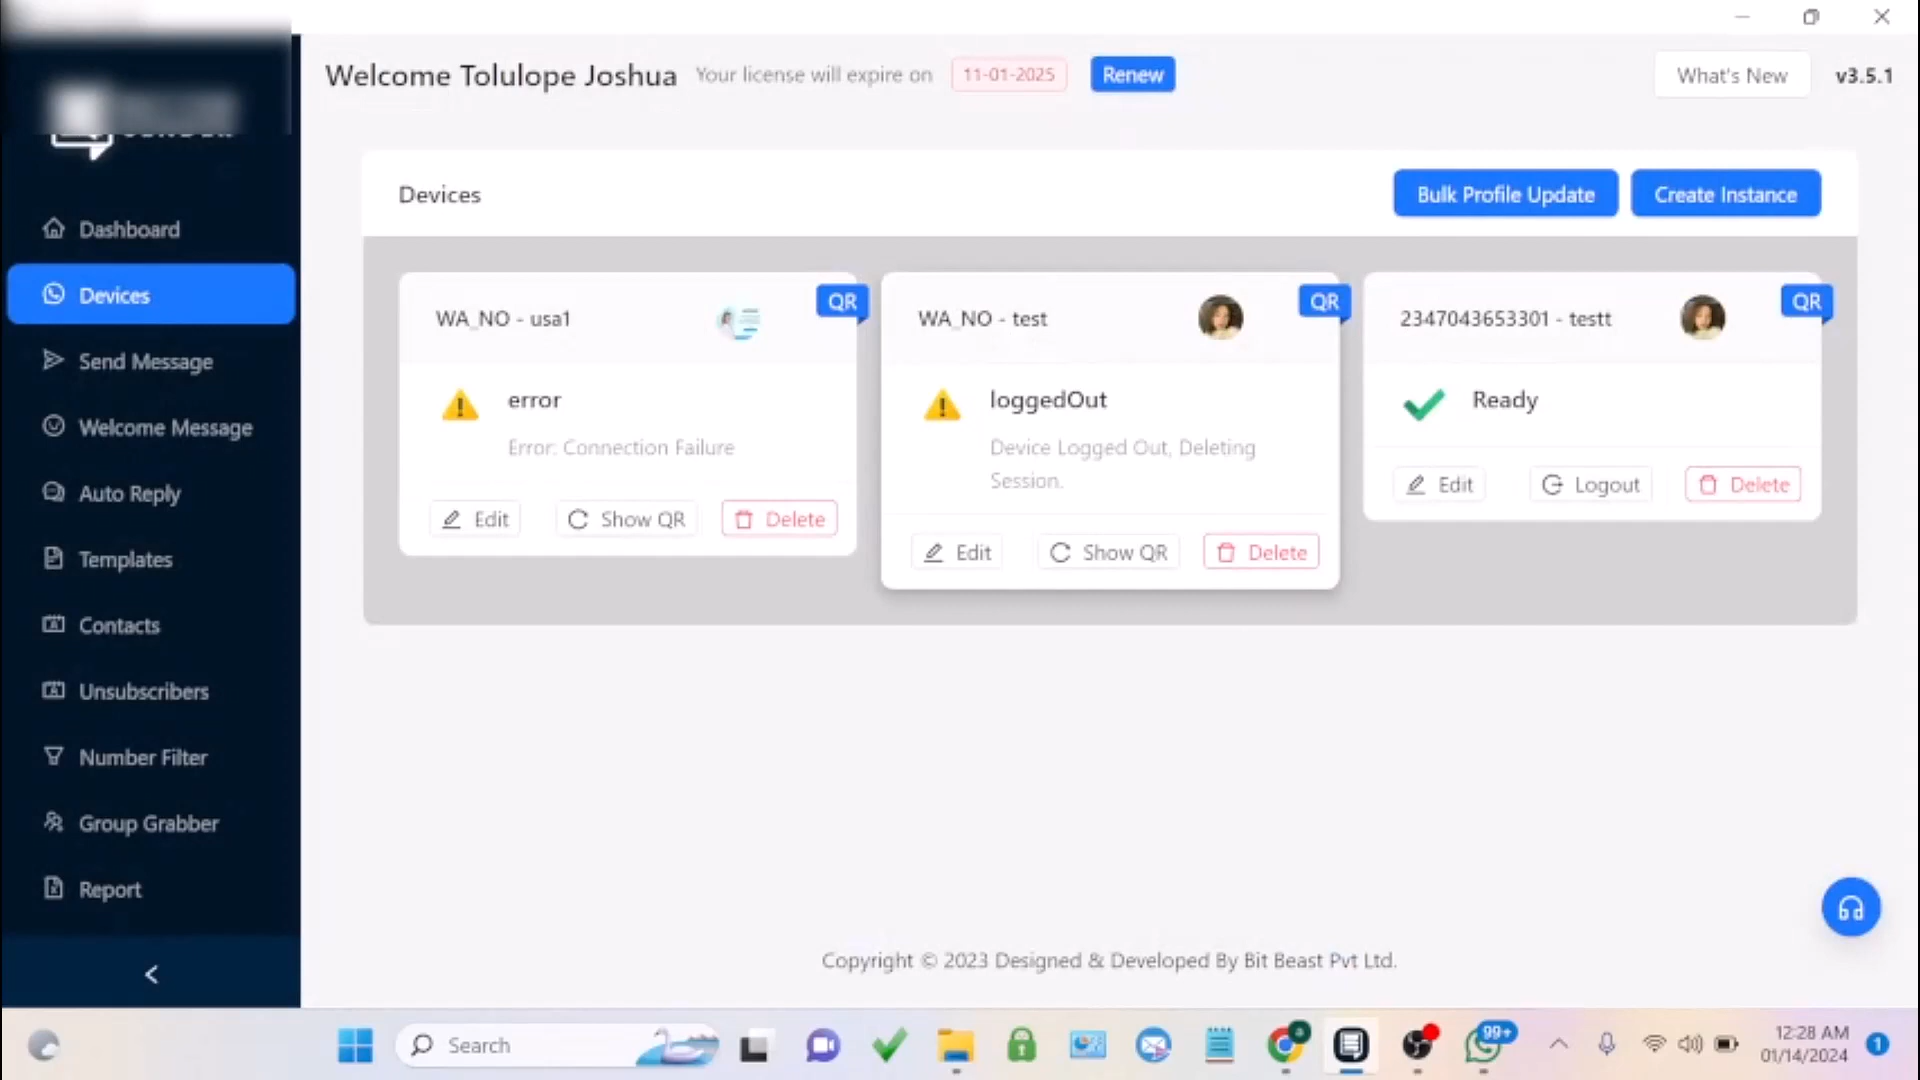 Welcome Tolulope Joshua Your license will expire on 11-01-2025 Renew What's New v3.5.1
Dashboard
Devices
Send Message
Welcome Message
Auto Reply
Templates
Contacts
Unsubscribers
Number Filter
Group Grabber
Report
Devices Bulk Profile Update Create Instance
WA_NO - usa1 QR
error
Error: Connection Failure
Edit Show QR Delete
WA_NO - test QR
loggedOut
Device Logged Out, Deleting
Session.
Edit Show QR Delete
2347043653301 - testt QR
Ready
Edit Logout Delete
Copyright © 2023 Designed & Developed By Bit Beast Pvt Ltd.
Search
99+
12:28 AM
01/14/2024
1